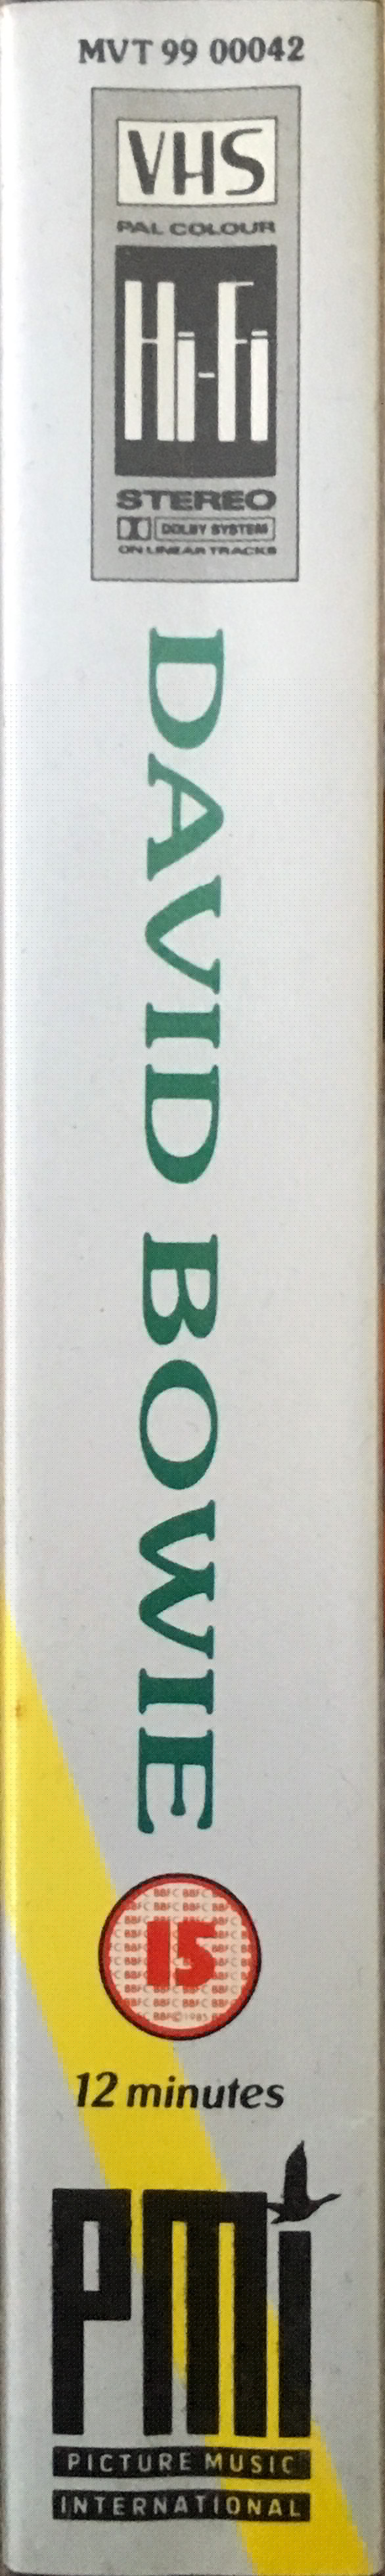 MVT 99 00042
VHS
PAL COLOUR
Hi-Fi
STEREO
DOLBY SYSTEM
ON LINEAR TRACKS
DAVID BOWIE
15
12 minutes
PMi
PICTURE MUSIC
INTERNATIONAL